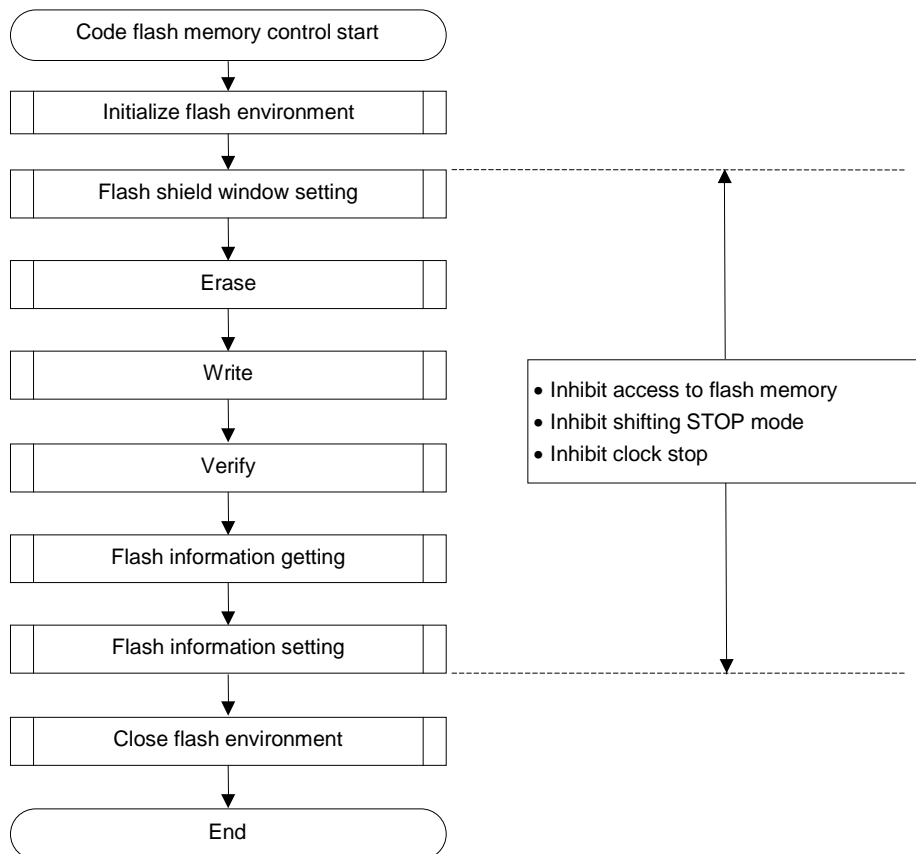 Code flash memory control start
Initialize flash environment
Flash shield window setting
Erase
Write
Verify
Flash information getting
Flash information setting
Close flash environment
End
• Inhibit access to flash memory
• Inhibit shifting STOP mode
• Inhibit clock stop